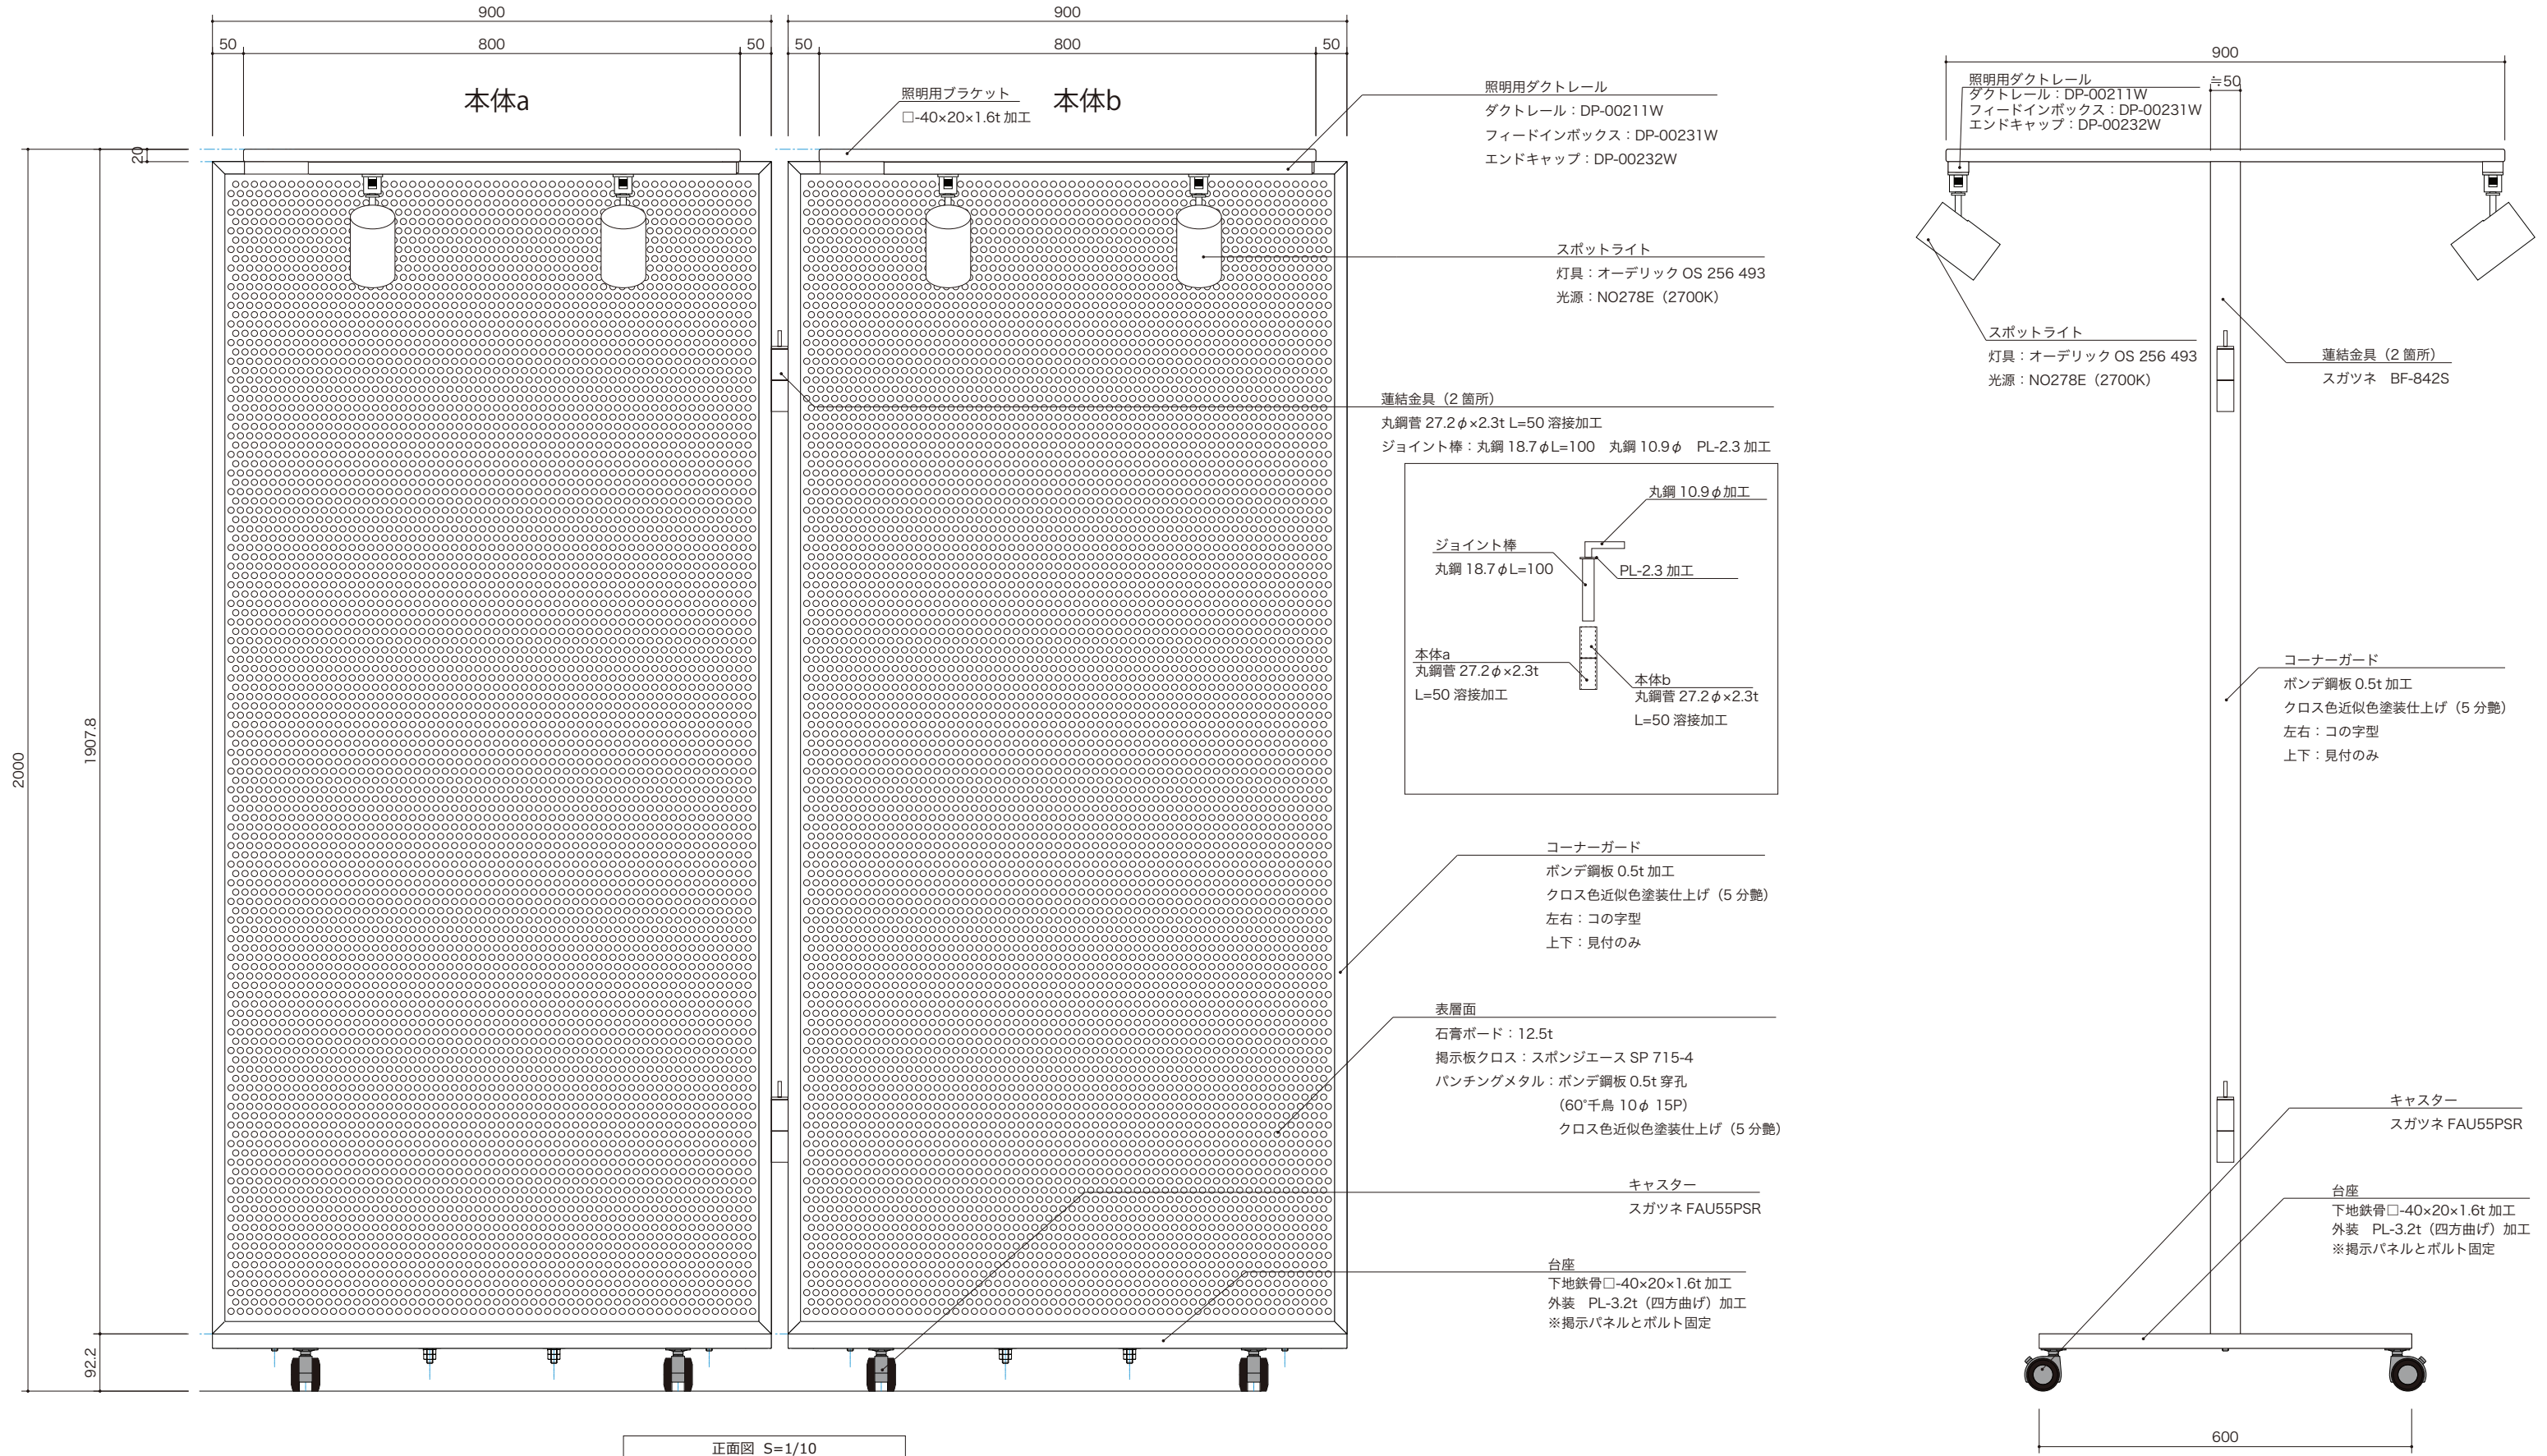 900
900
50
800
50
50
800
50
本体a
照明用ブラケット
□-40×20×1.6t 加工
本体b
照明用ダクトレール
ダクトレール：DP-00211W
フィードインボックス：DP-00231W
エンドキャップ：DP-00232W
スポットライト
灯具：オーデリック OS 256 493
光源：NO278E（2700K）
蓮結金具（2 箇所）
丸鋼菅 27.2φ×2.3t L=50 溶接加工
ジョイント棒：丸鋼 18.7φL=100　丸鋼 10.9φ　PL-2.3 加工
丸鋼 10.9φ加工
ジョイント棒
丸鋼 18.7φL=100
PL-2.3 加工
本体a
丸鋼菅 27.2φ×2.3t
L=50 溶接加工
本体b
丸鋼菅 27.2φ×2.3t
L=50 溶接加工
コーナーガード
ボンデ鋼板 0.5t 加工
クロス色近似色塗装仕上げ（5 分艶）
左右：コの字型
上下：見付のみ
表層面
石膏ボード：12.5t
掲示板クロス：スポンジエース SP 715-4
パンチングメタル：ボンデ鋼板 0.5t 穿孔
（60°千鳥 10φ 15P）
クロス色近似色塗装仕上げ（5 分艶）
キャスター
スガツネ FAU55PSR
台座
下地鉄骨□-40×20×1.6t 加工
外装　PL-3.2t（四方曲げ）加工
※掲示パネルとボルト固定
20
2000
1907.8
92.2
正面図 S=1/10
900
≒50
照明用ダクトレール
ダクトレール：DP-00211W
フィードインボックス：DP-00231W
エンドキャップ：DP-00232W
スポットライト
灯具：オーデリック OS 256 493
光源：NO278E（2700K）
蓮結金具（2 箇所）
スガツネ　BF-842S
コーナーガード
ボンデ鋼板 0.5t 加工
クロス色近似色塗装仕上げ（5 分艶）
左右：コの字型
上下：見付のみ
キャスター
スガツネ FAU55PSR
台座
下地鉄骨□-40×20×1.6t 加工
外装　PL-3.2t（四方曲げ）加工
※掲示パネルとボルト固定
600